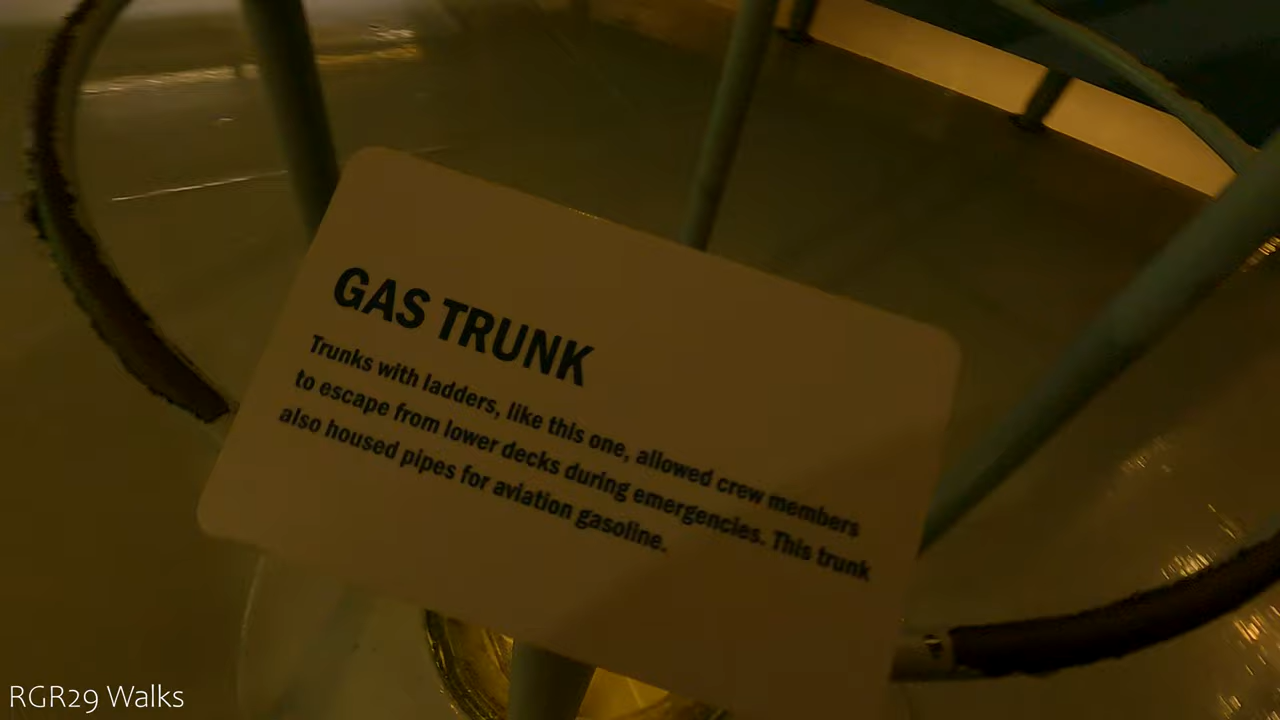 GAS TRUNK
Trunks with ladders, like this one, allowed crew members
to escape from lower decks during emergencies. This trunk
also housed pipes for aviation gasoline.
RGR29 Walks